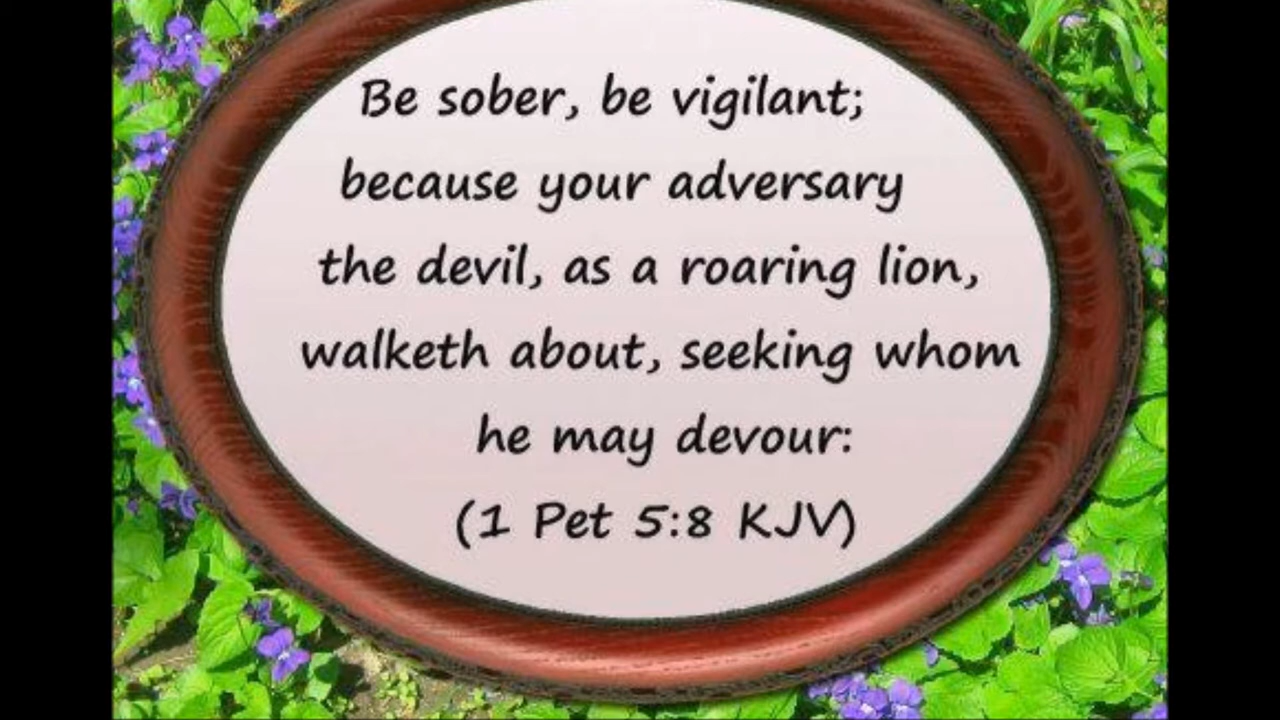 Be sober, be vigilant;
because your adversary
the devil, as a roaring lion,
walketh about, seeking whom
he may devour:
(1 Pet 5:8 KJV)